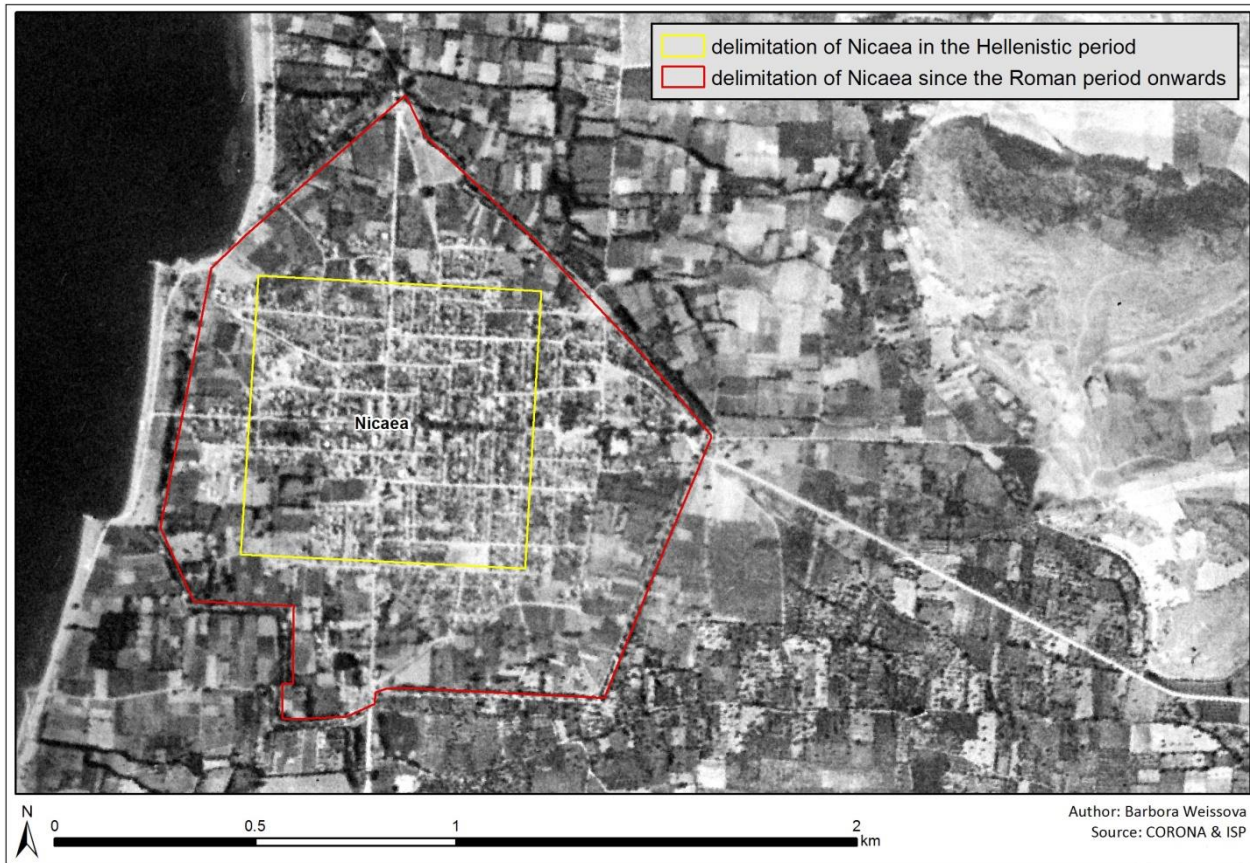 delimitation of Nicaea in the Hellenistic period
delimitation of Nicaea since the Roman period onwards
Nicaea
N
0 0.5 1 2
km
Author: Barbora Weissova
Source: CORONA & ISP